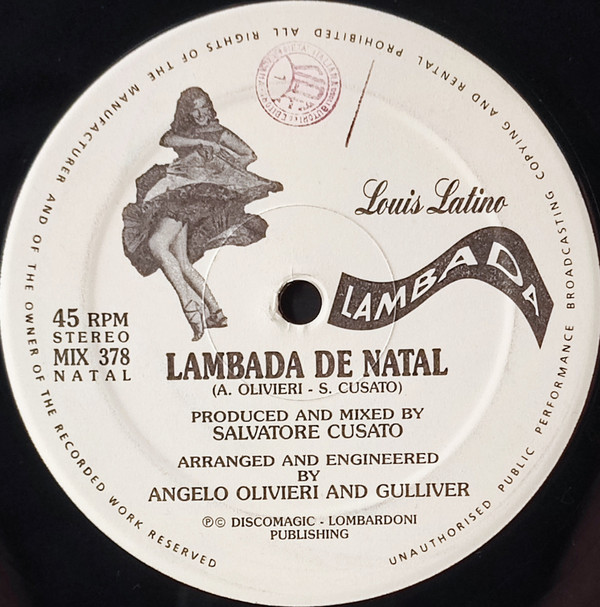 ALL RIGHTS OF THE MANUFACTURER AND OF THE OWNER OF THE RECORDED WORK RESERVED
UNAUTHORISED PUBLIC PERFORMANCE BROADCASTING COPYING AND RENTAL PROHIBITED
Louis Latino
LAMBADA
45 RPM
STEREO
MIX 378
NATAL
LAMBADA DE NATAL
(A. OLIVIERI - S. CUSATO)
PRODUCED AND MIXED BY
SALVATORE CUSATO
ARRANGED AND ENGINEERED
BY
ANGELO OLIVIERI AND GULLIVER
℗© DISCOMAGIC - LOMBARDONI
PUBLISHING